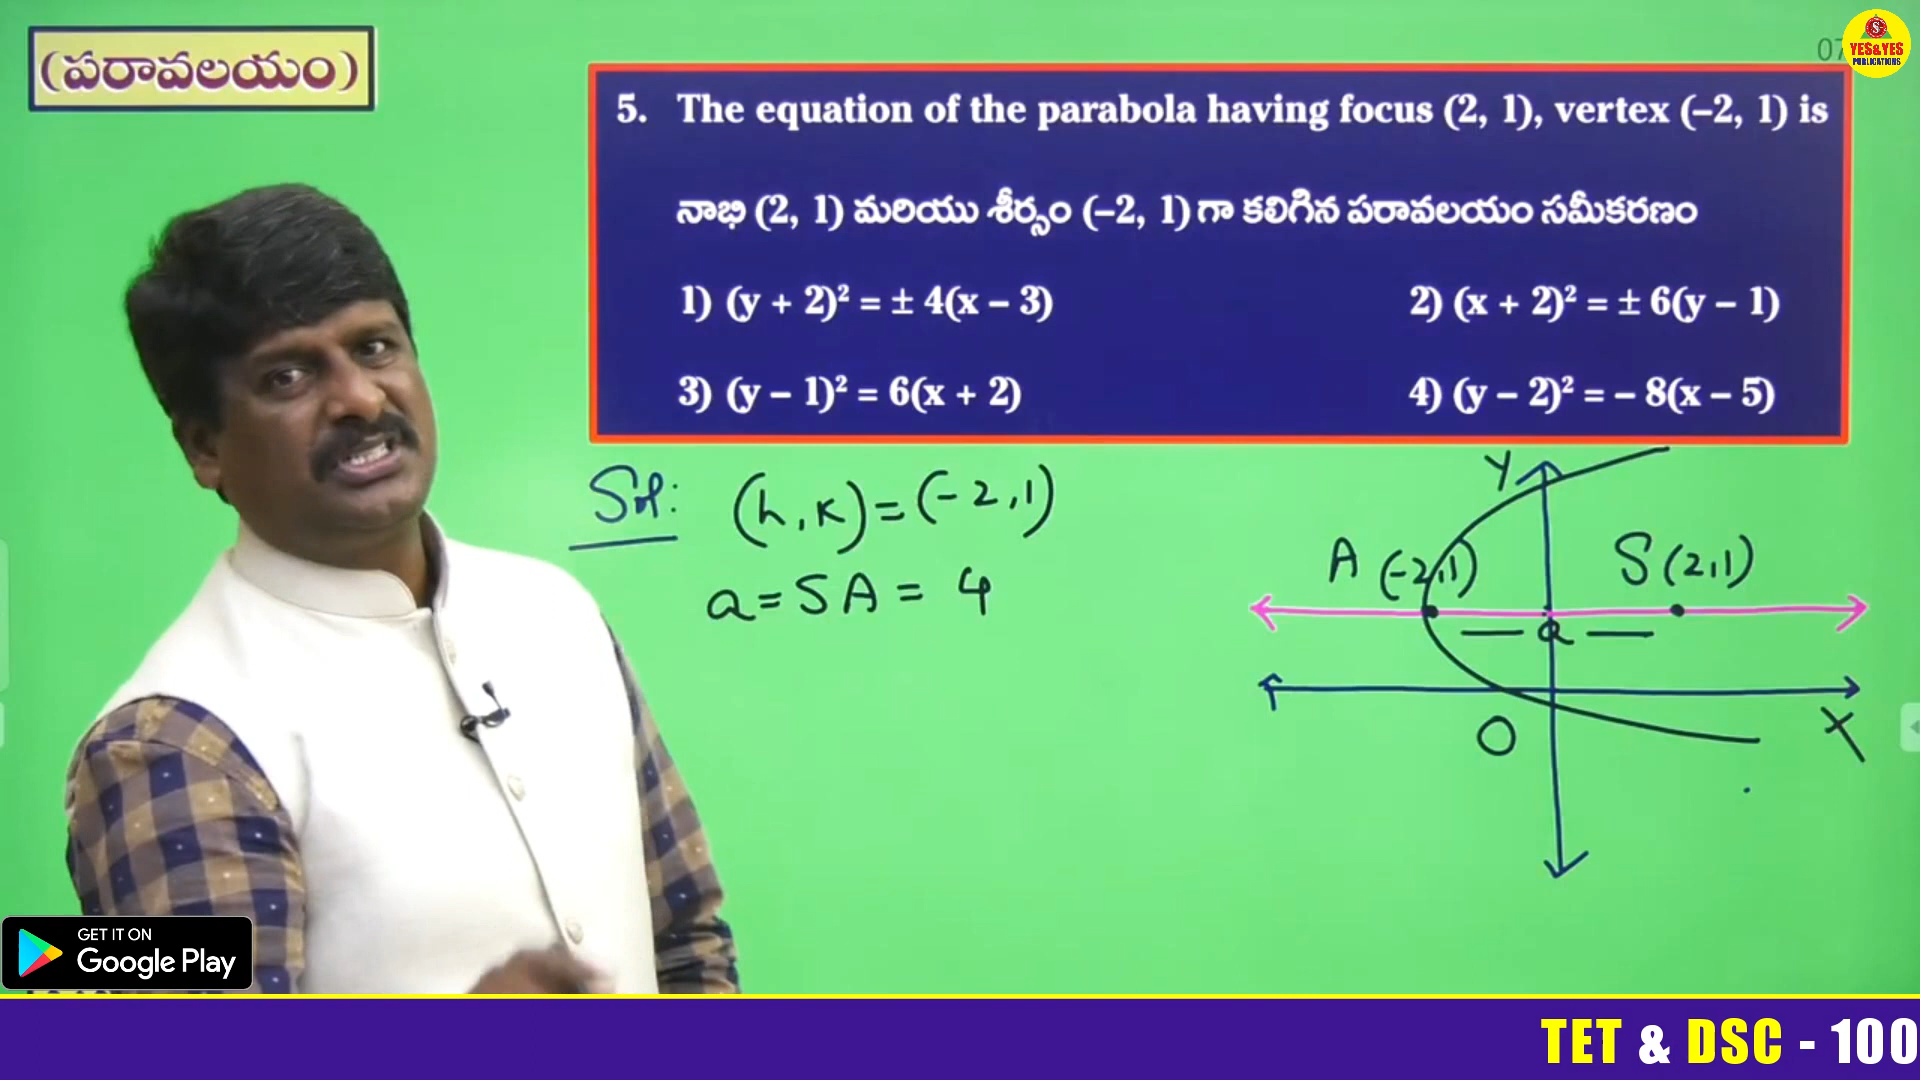 (పరావలయం)
07
YES&YES
PUBLICATIONS
5. The equation of the parabola having focus (2, 1), vertex (–2, 1) is
నాభి (2, 1) మరియు శీర్షం (–2, 1) గా కలిగిన పరావలయం సమీకరణం
1) (y + 2)² = ± 4(x – 3)
2) (x + 2)² = ± 6(y – 1)
3) (y – 1)² = 6(x + 2)
4) (y – 2)² = – 8(x – 5)
Sol: (h, k) = (-2, 1)
a = SA = 4
Y
A (-2,1)
S (2,1)
— a —
O
X
GET IT ON
Google Play
TET & DSC - 100